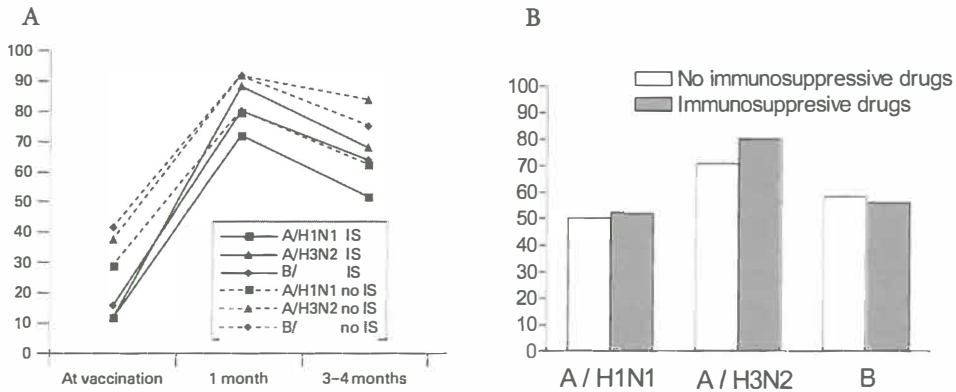 A
100
90
80
70
60
50
40
30
20
10
0
A/H1N1 IS
A/H3N2 IS
B/ IS
A/H1N1 no IS
A/H3N2 no IS
B/ no IS
At vaccination 1 month 3–4 months
B
No immunosuppressive drugs
Immunosuppresive drugs
100
90
80
70
60
50
40
30
20
10
0
A / H1N1 A / H3N2 B